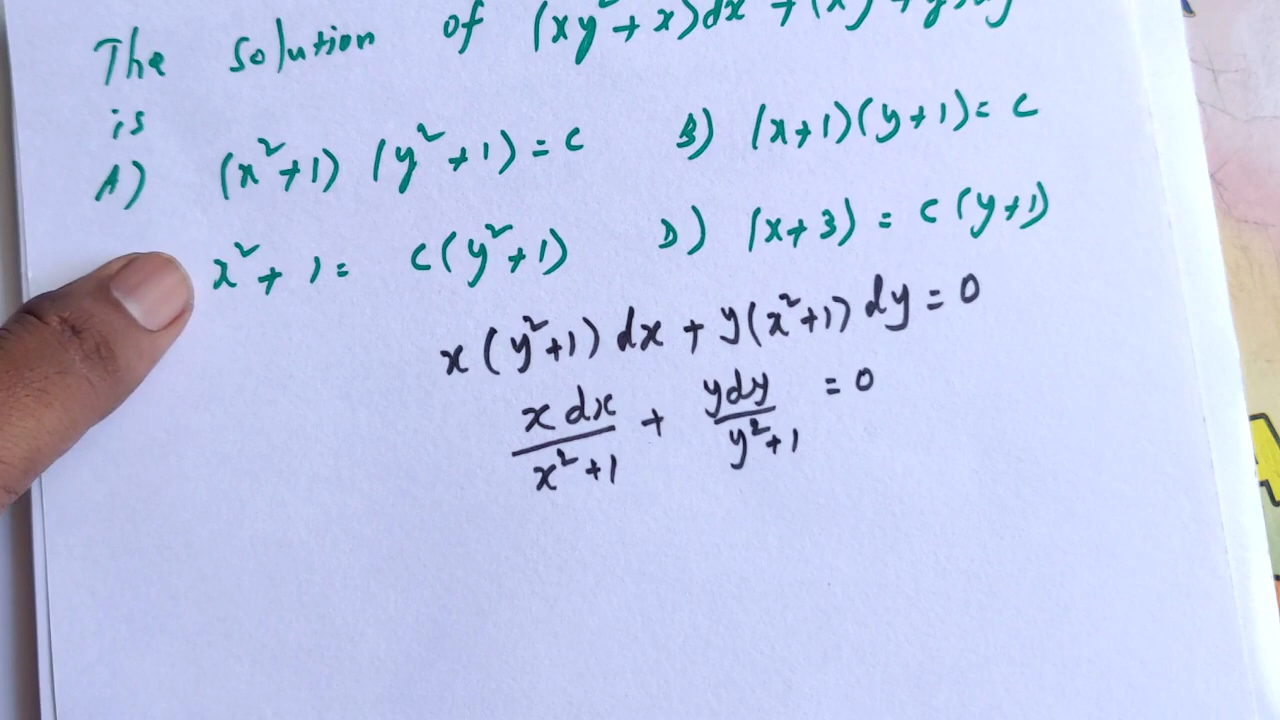 The solution of (xy²+x)dx + (x y + y)
is
A) (x²+1) (y²+1) = c B) (x+1)(y+1) = c
x²+1 = c(y²+1) D) (x+3) = c(y+1)
x(y²+1) dx + y(x²+1) dy = 0
x dx / x²+1 + ydy / y²+1 = 0